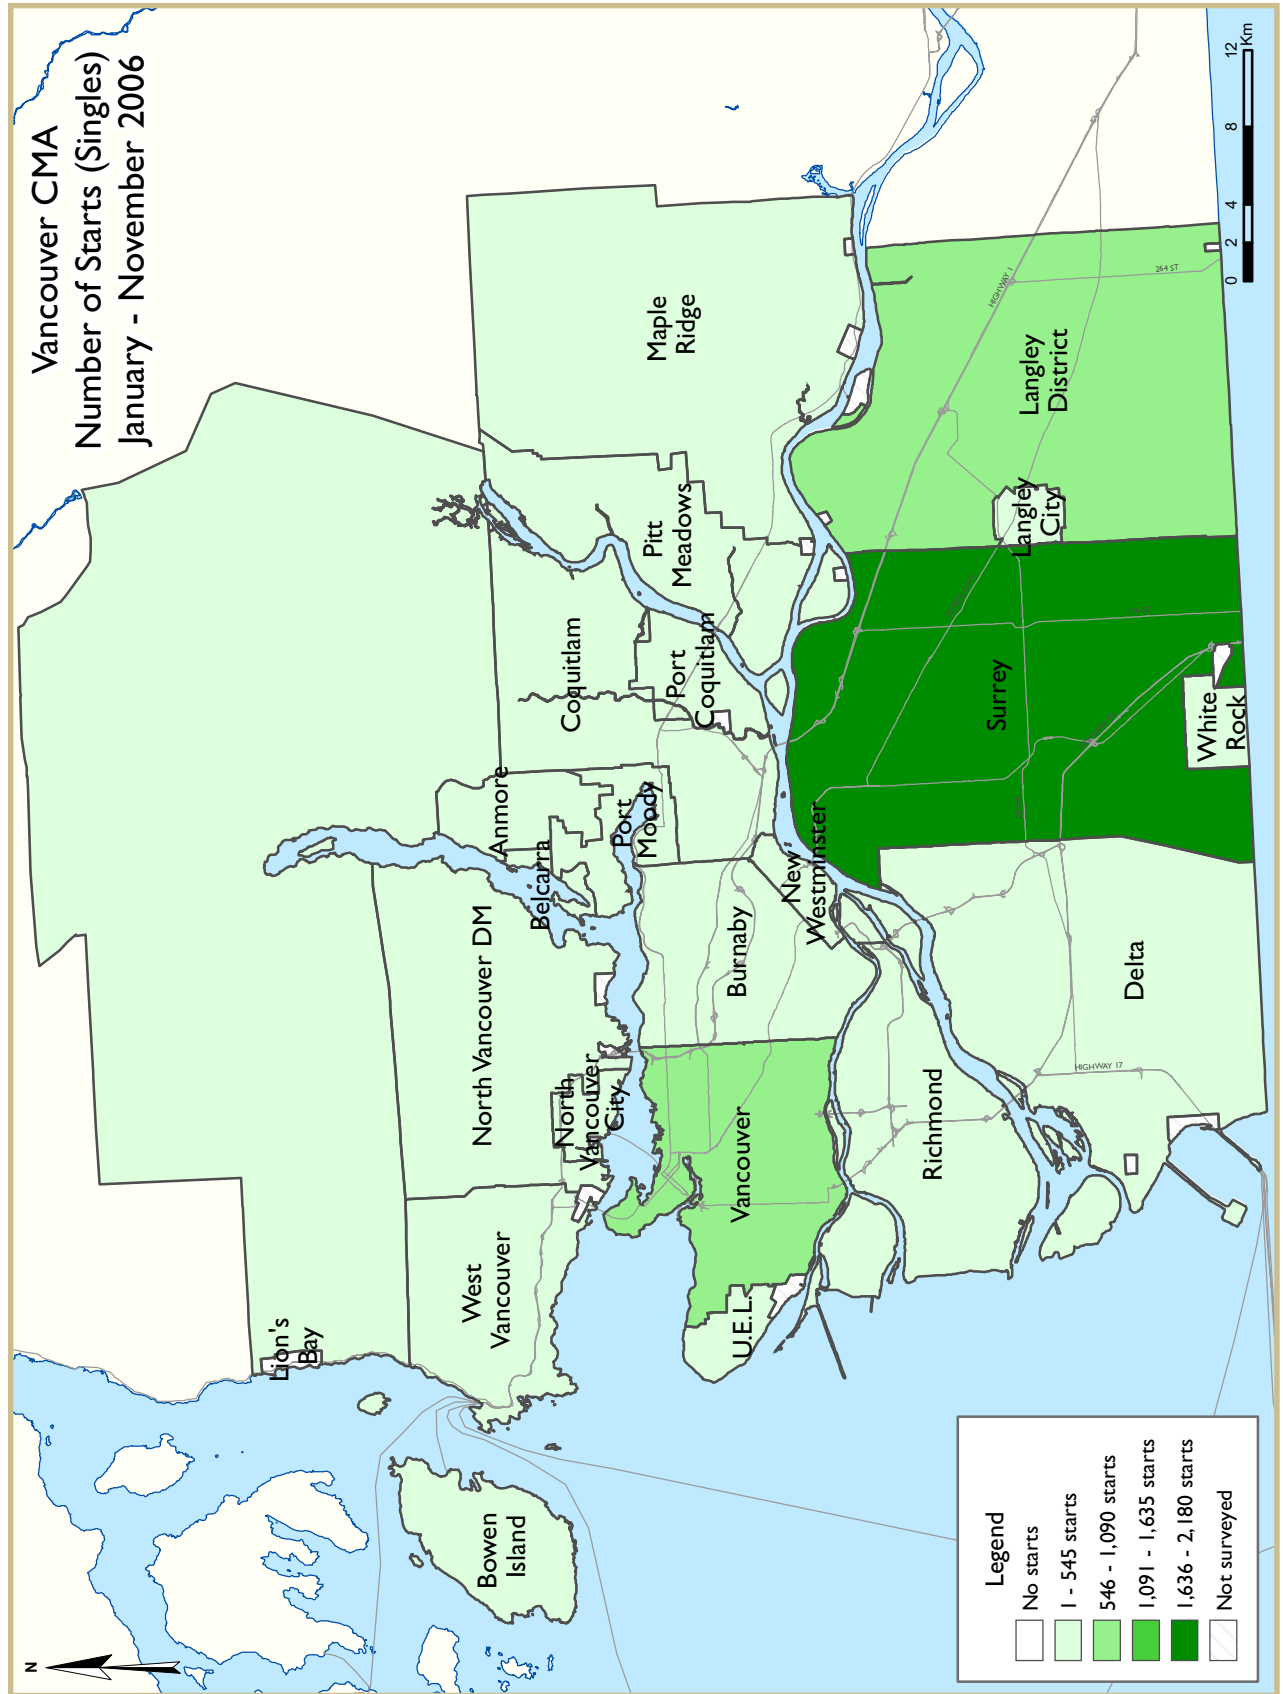 Vancouver CMA
Number of Starts (Singles)
January - November 2006
N
Lion's
Bay
Bowen
Island
West
Vancouver
North Vancouver DM
North
Vancouver
City
Belcarra
Anmore
Port
Moody
Coquitlam
Port
Coquitlam
Pitt
Meadows
Maple
Ridge
U.E.L.
Vancouver
Burnaby
New
Westminster
Richmond
Delta
HIGHWAY 17
Surrey
White
Rock
Langley
City
Langley
District
HIGHWAY 1
264 ST
Legend
No starts
1 - 545 starts
546 - 1,090 starts
1,091 - 1,635 starts
1,636 - 2,180 starts
Not surveyed
0 2 4 8 12
Km